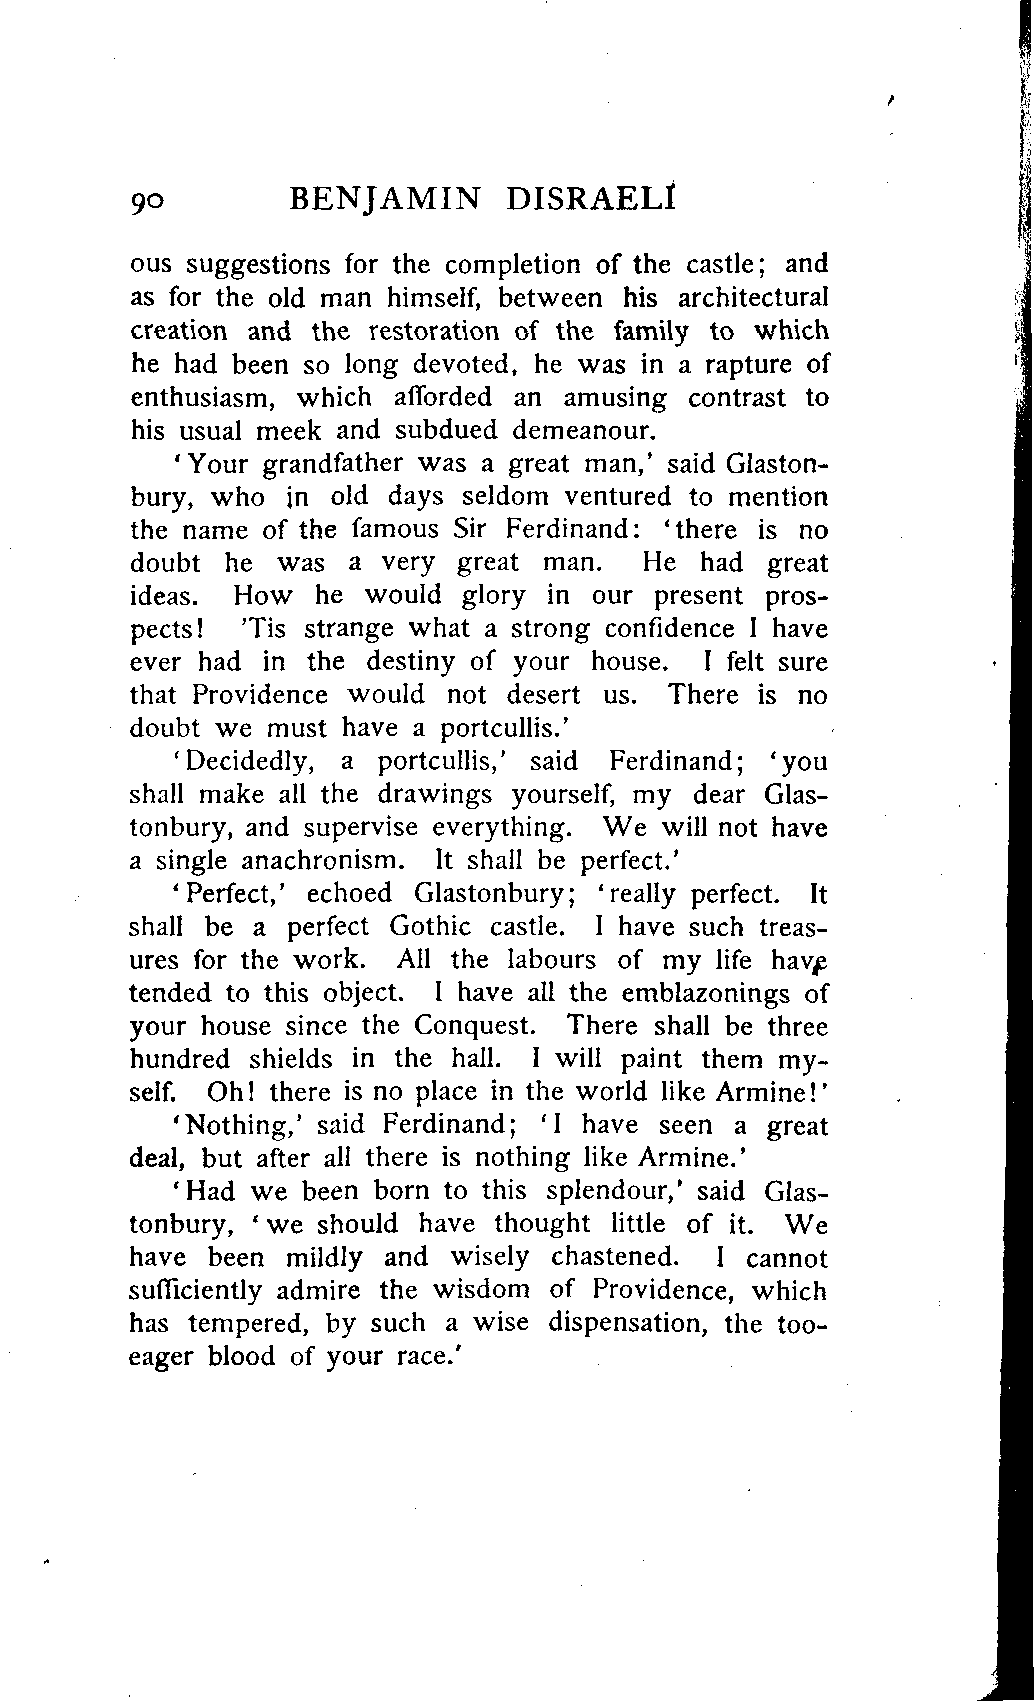 90 BENJAMIN DISRAELI
ous suggestions for the completion of the castle; and
as for the old man himself, between his architectural
creation and the restoration of the family to which
he had been so long devoted, he was in a rapture of
enthusiasm, which afforded an amusing contrast to
his usual meek and subdued demeanour.
'Your grandfather was a great man,' said Glaston-
bury, who in old days seldom ventured to mention
the name of the famous Sir Ferdinand: 'there is no
doubt he was a very great man. He had great
ideas. How he would glory in our present pros-
pects! 'Tis strange what a strong confidence I have
ever had in the destiny of your house. I felt sure
that Providence would not desert us. There is no
doubt we must have a portcullis.'
'Decidedly, a portcullis,' said Ferdinand; 'you
shall make all the drawings yourself, my dear Glas-
tonbury, and supervise everything. We will not have
a single anachronism. It shall be perfect.'
'Perfect,' echoed Glastonbury; 'really perfect. It
shall be a perfect Gothic castle. I have such treas-
ures for the work. All the labours of my life have
tended to this object. I have all the emblazonings of
your house since the Conquest. There shall be three
hundred shields in the hall. I will paint them my-
self. Oh! there is no place in the world like Armine!'
'Nothing,' said Ferdinand; 'I have seen a great
deal, but after all there is nothing like Armine.'
'Had we been born to this splendour,' said Glas-
tonbury, 'we should have thought little of it. We
have been mildly and wisely chastened. I cannot
sufficiently admire the wisdom of Providence, which
has tempered, by such a wise dispensation, the too-
eager blood of your race.'